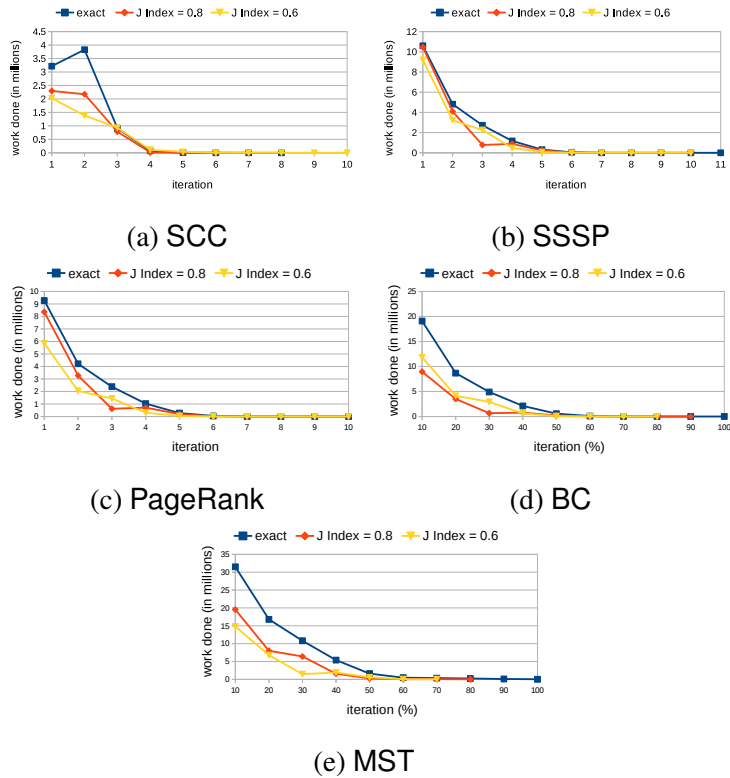 exact J Index = 0.8 J Index = 0.6
work done (in millions)
4.5
4
3.5
3
2.5
2
1.5
1
0.5
0
1 2 3 4 5 6 7 8 9 10
iteration
(a) SCC
exact J Index = 0.8 J Index = 0.6
work done (in millions)
12
10
8
6
4
2
0
1 2 3 4 5 6 7 8 9 10 11
iteration
(b) SSSP
exact J Index = 0.8 J Index = 0.6
work done (in millions)
10
9
8
7
6
5
4
3
2
1
0
1 2 3 4 5 6 7 8 9 10
iteration
(c) PageRank
exact J Index = 0.8 J Index = 0.6
work done (in millions)
25
20
15
10
5
0
10 20 30 40 50 60 70 80 90 100
iteration (%)
(d) BC
exact J Index = 0.8 J Index = 0.6
work done (in millions)
35
30
25
20
15
10
5
0
10 20 30 40 50 60 70 80 90 100
iteration (%)
(e) MST